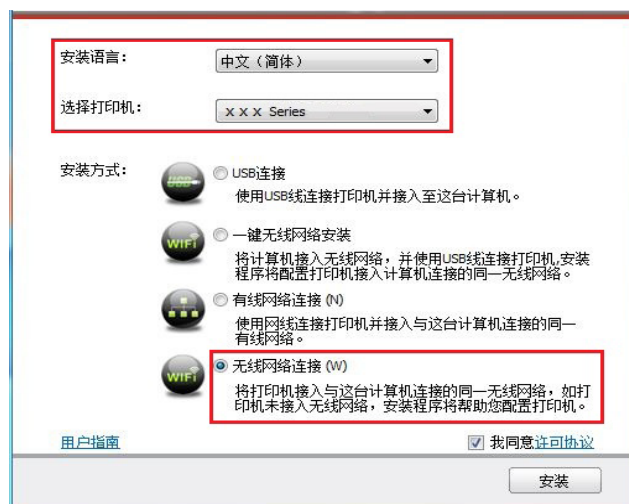 安装语言:
中文（简体）
选择打印机:
x x x Series
安装方式:
USB
USB连接
使用USB线连接打印机并接入至这台计算机。
WIFI
一键无线网络安装
将计算机接入无线网络，并使用USB线连接打印机,安装
程序将配置打印机接入计算机连接的同一无线网络。
有线网络连接 (N)
使用网线连接打印机并接入与这台计算机连接的同一
有线网络。
WIFI
无线网络连接 (W)
将打印机接入与这台计算机连接的同一无线网络，如打
印机未接入无线网络，安装程序将帮助您配置打印机。
用户指南
我同意许可协议
安装